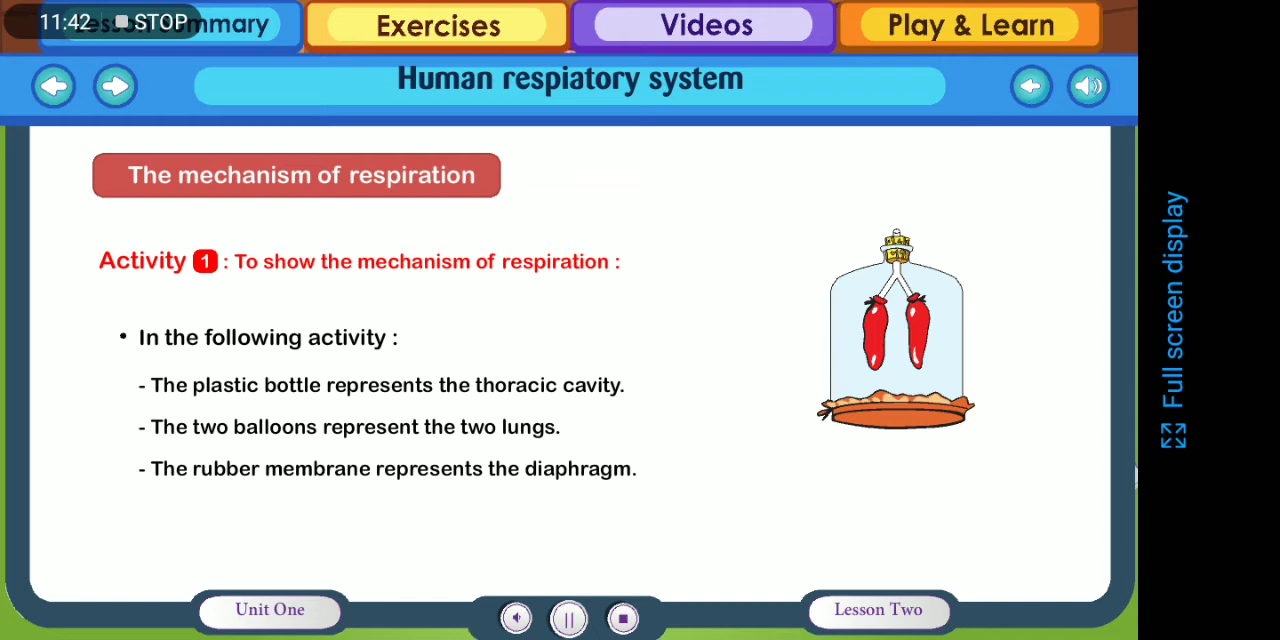 11:42 STOP
Lesson Summary
Exercises
Videos
Play & Learn
Human respiatory system
The mechanism of respiration
Activity 1 : To show the mechanism of respiration :
• In the following activity :
- The plastic bottle represents the thoracic cavity.
- The two balloons represent the two lungs.
- The rubber membrane represents the diaphragm.
Unit One
Lesson Two
Full screen display